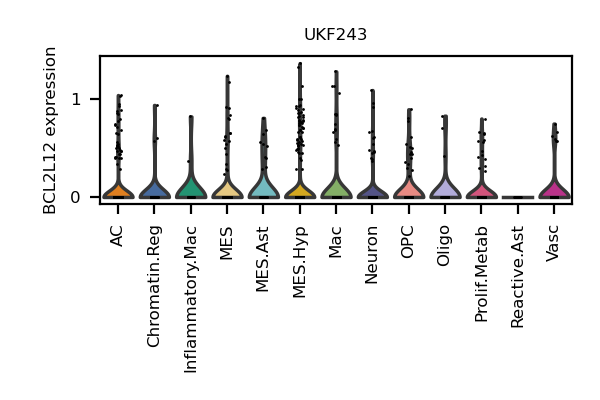 UKF243
BCL2L12 expression
1
0
AC
Chromatin.Reg
Inflammatory.Mac
MES
MES.Ast
MES.Hyp
Mac
Neuron
OPC
Oligo
Prolif.Metab
Reactive.Ast
Vasc